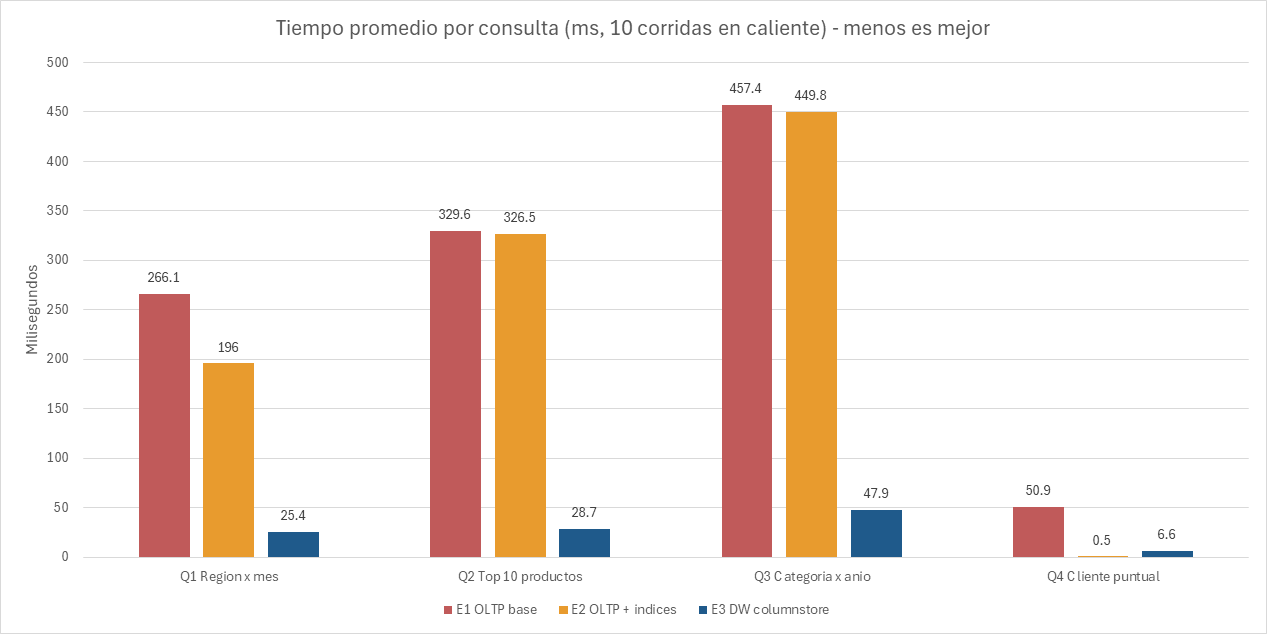 Tiempo promedio por consulta (ms, 10 corridas en caliente) - menos es mejor
Milisegundos
500
450
400
350
300
250
200
150
100
50
0
266.1
196
25.4
329.6
326.5
28.7
457.4
449.8
47.9
50.9
0.5
6.6
Q1 Region x mes
Q2 Top 10 productos
Q3 Categoria x anio
Q4 Cliente puntual
E1 OLTP base
E2 OLTP + indices
E3 DW columnstore